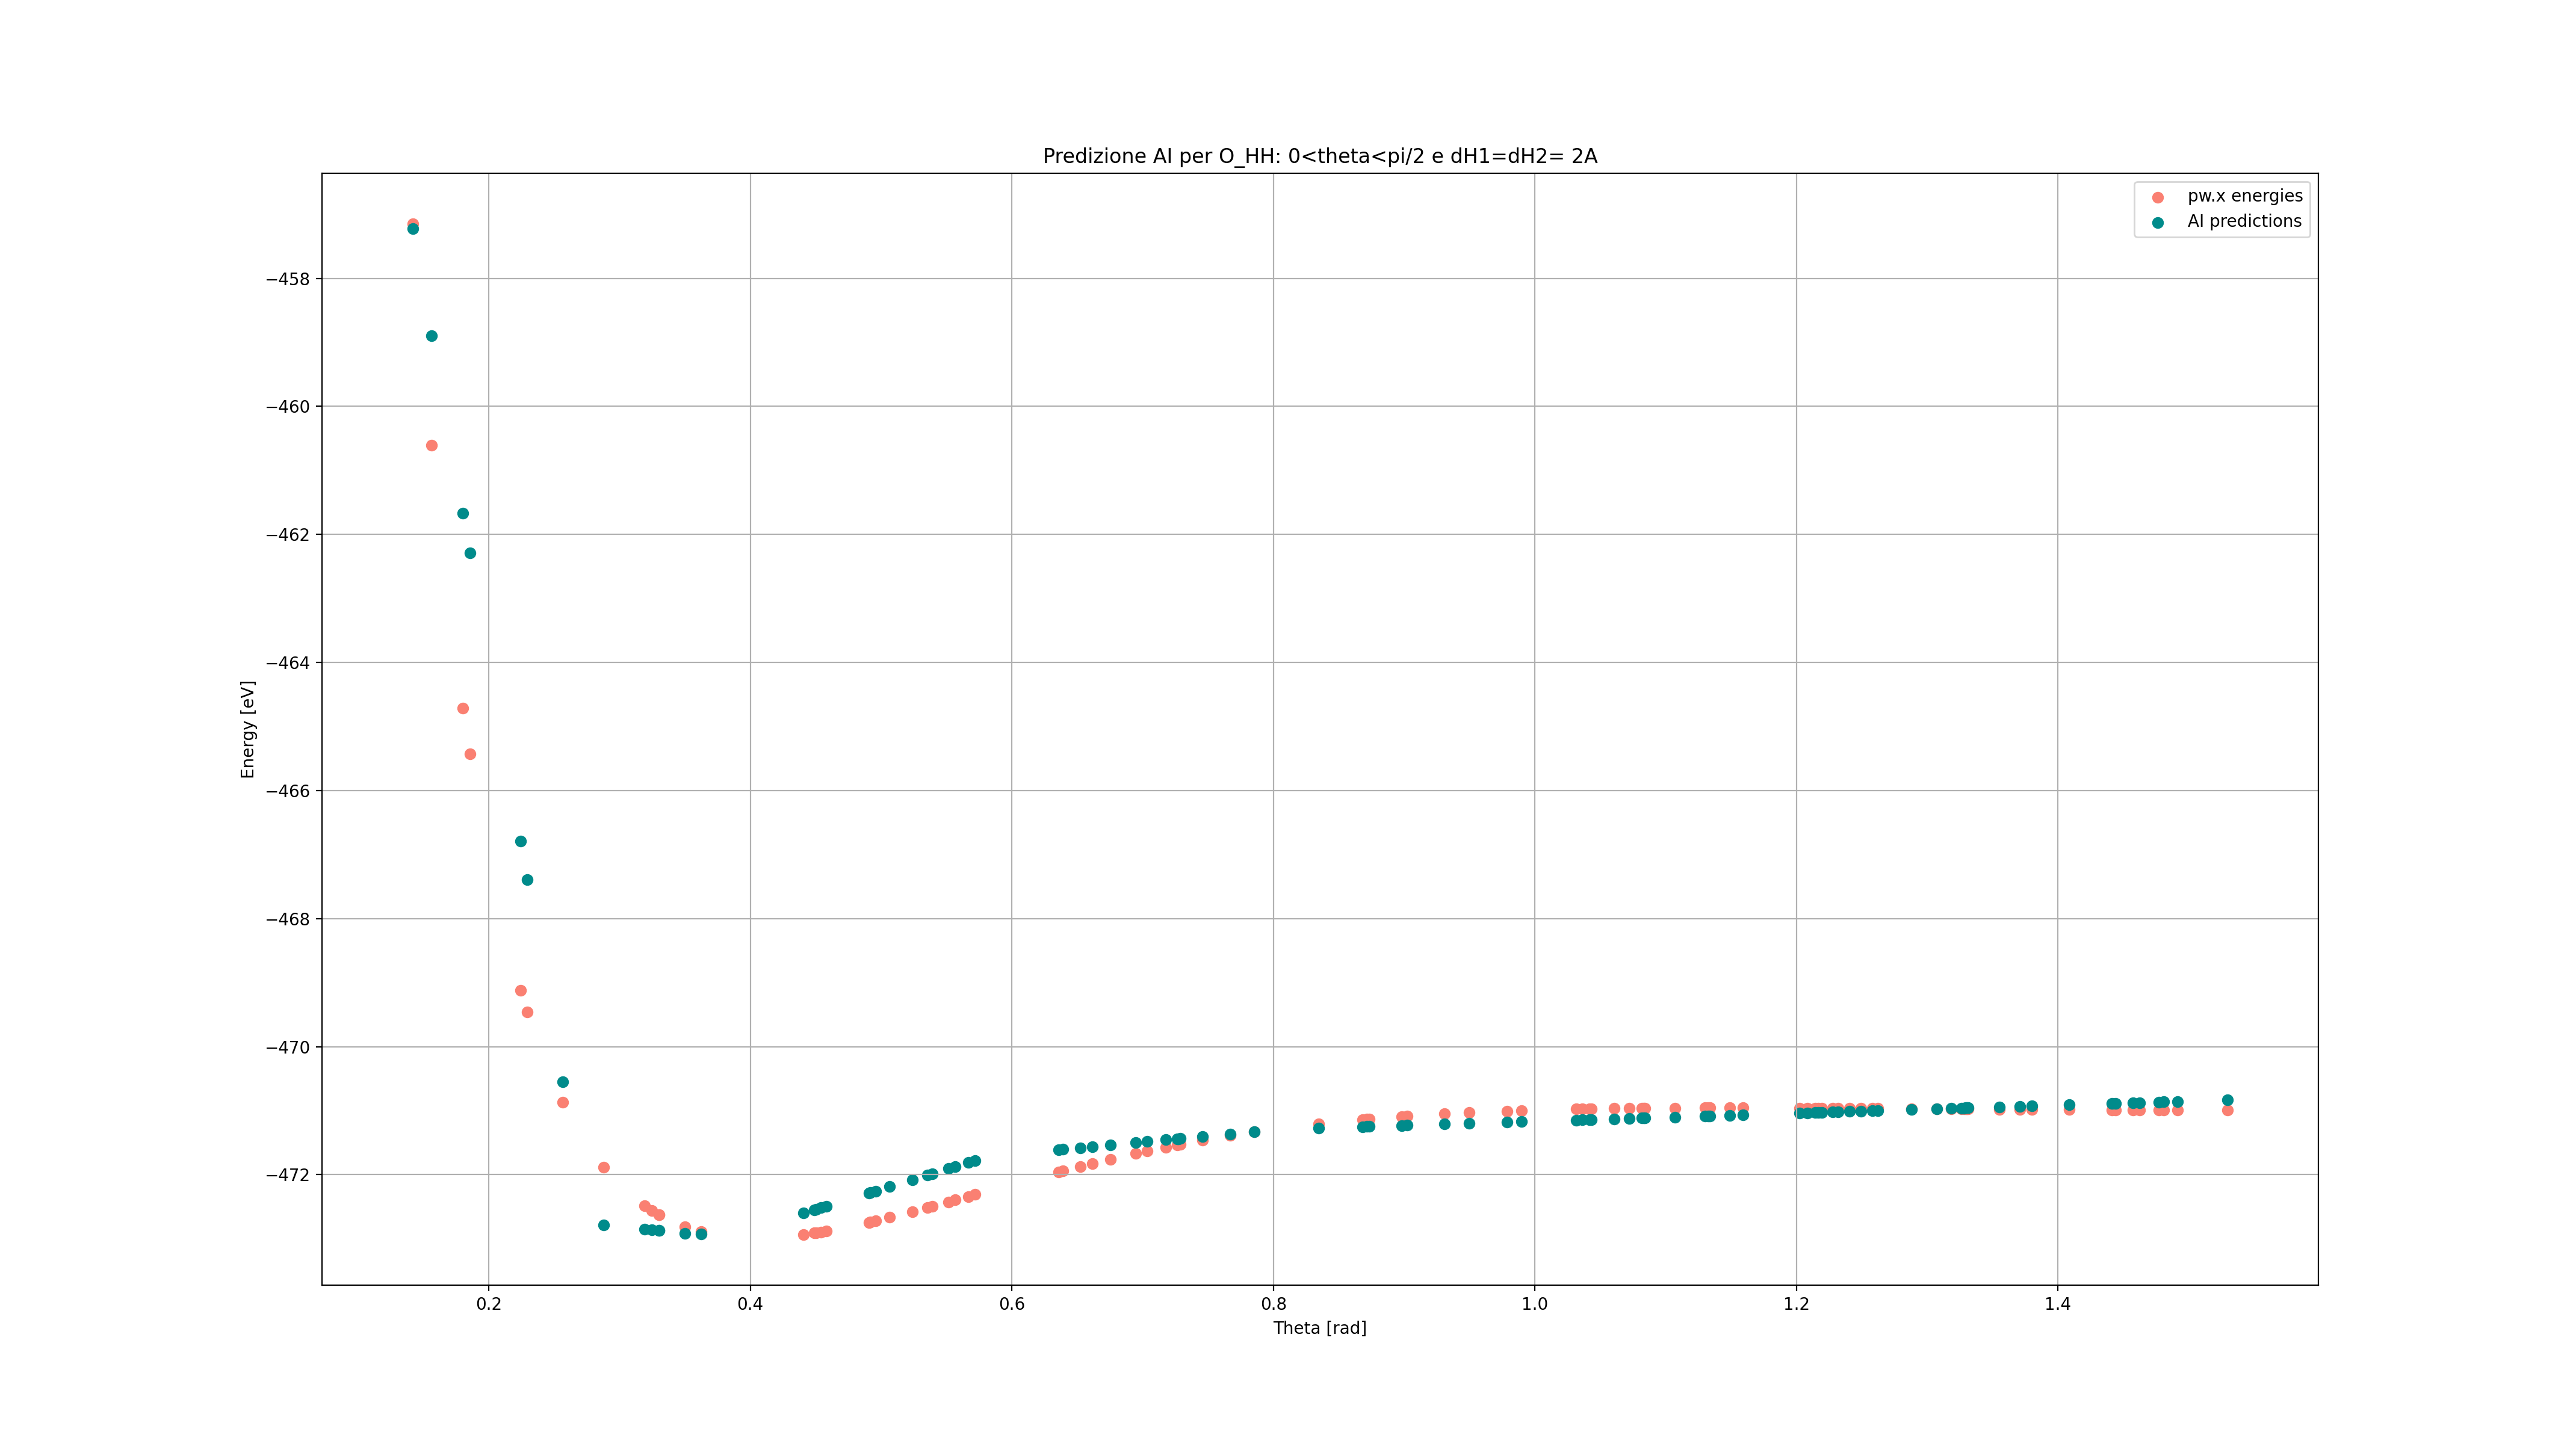 Predizione AI per O_HH: 0<theta<pi/2 e dH1=dH2= 2A
pw.x energies
AI predictions
−458
−460
−462
−464
−466
−468
−470
−472
Energy [eV]
0.2 0.4 0.6 0.8 1.0 1.2 1.4
Theta [rad]